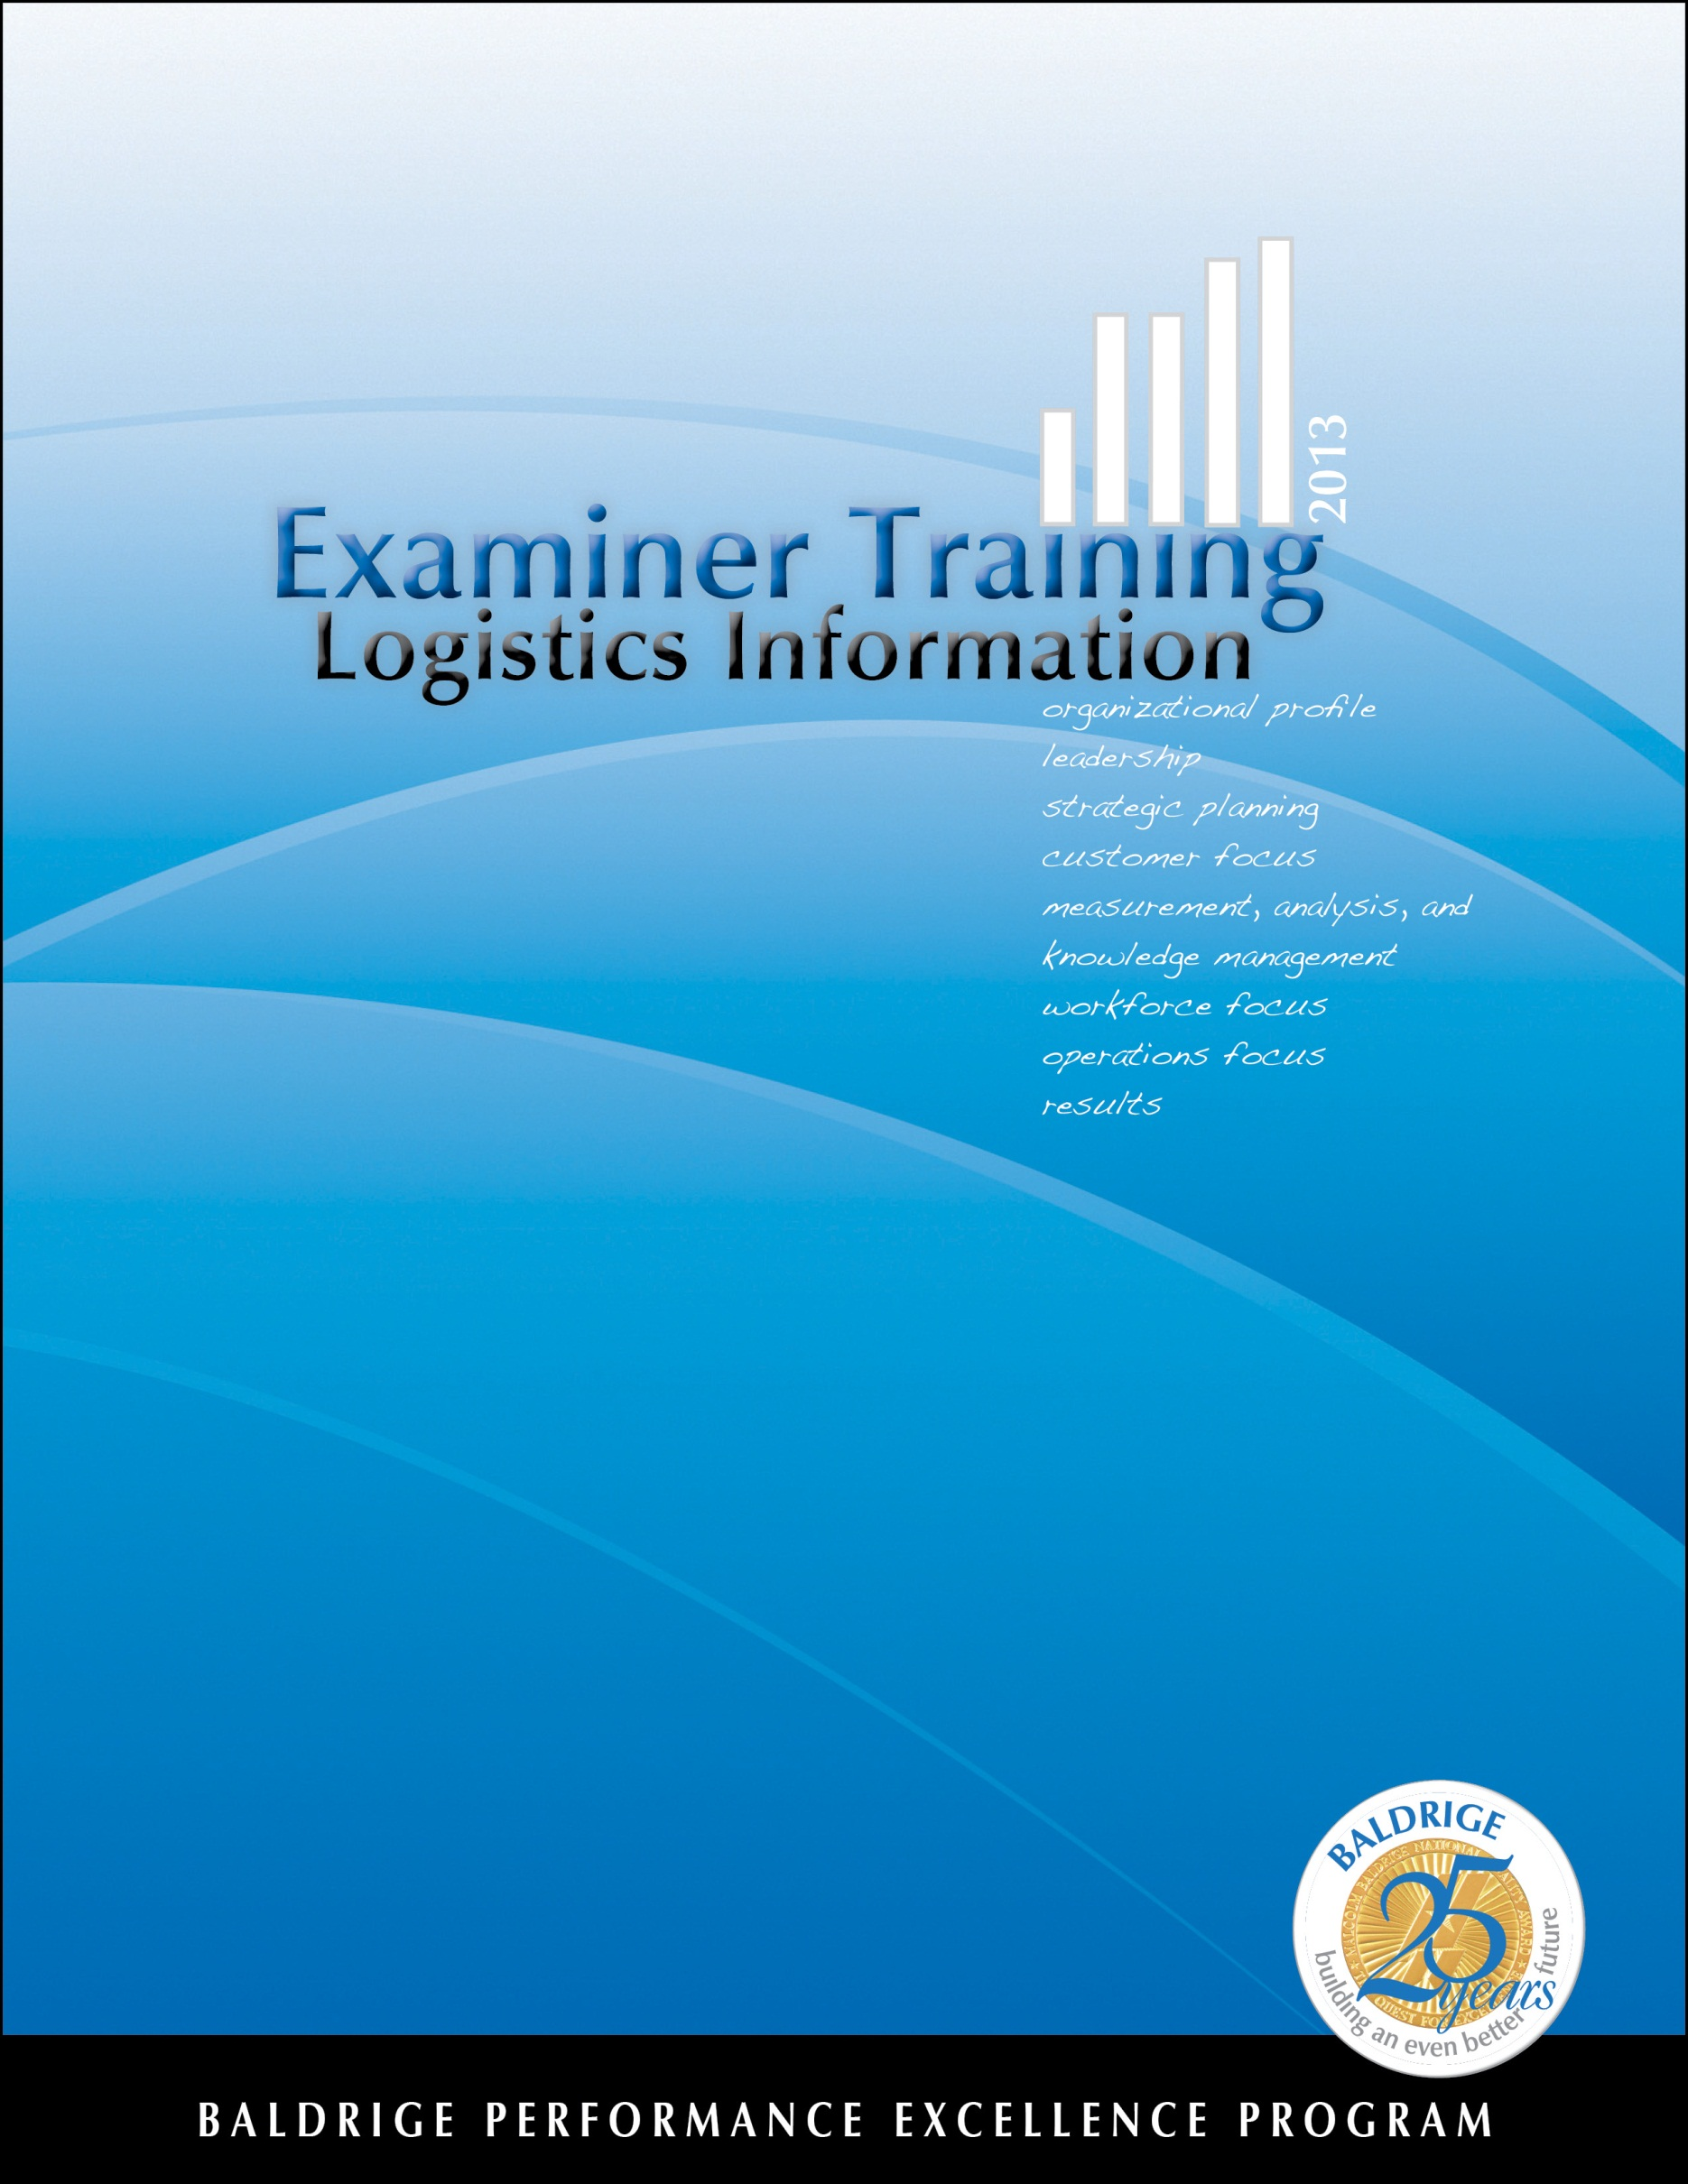 2013
Examiner Training
Logistics Information
organizational profile
leadership
strategic planning
customer focus
measurement, analysis, and
knowledge management
workforce focus
operations focus
results
BALDRIGE
25
years
building an even better future
BALDRIGE PERFORMANCE EXCELLENCE PROGRAM